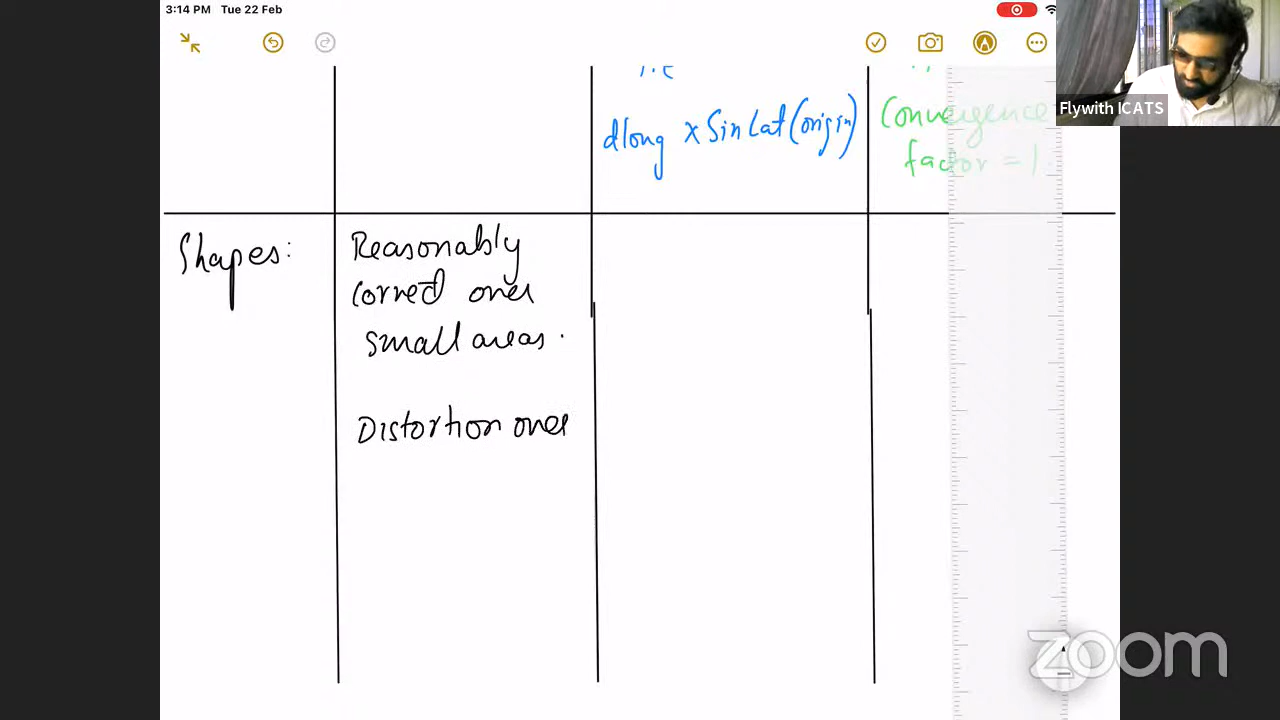 3:14 PM Tue 22 Feb
Flywith ICATS
dlong x Sin Lat (origin)
Convergence
factor = 1
Shapes:
Reasonably
corred over
small areas.
Distortion over
zoom